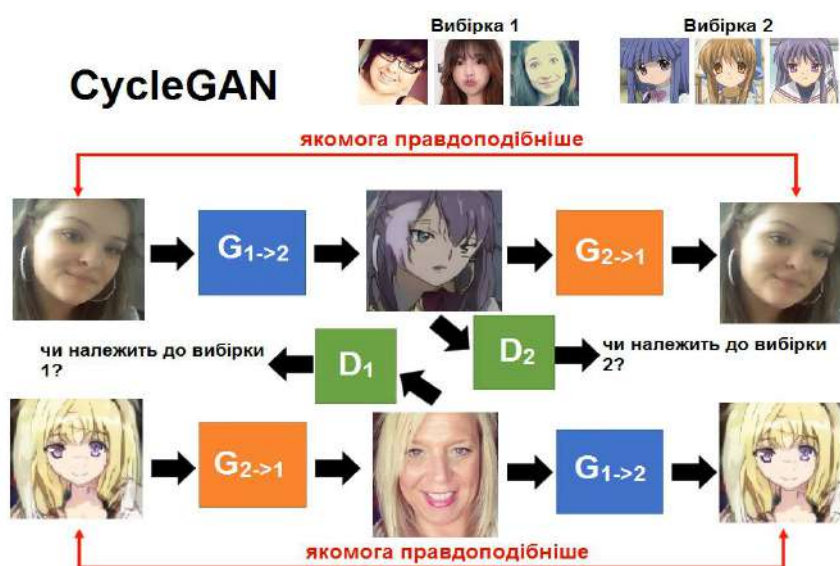 Вибірка 1
Вибірка 2
CycleGAN
якомога правдоподібніше
G1->2
G2->1
чи належить до вибірки
1?
D1
D2
чи належить до вибірки
2?
G2->1
G1->2
якомога правдоподібніше